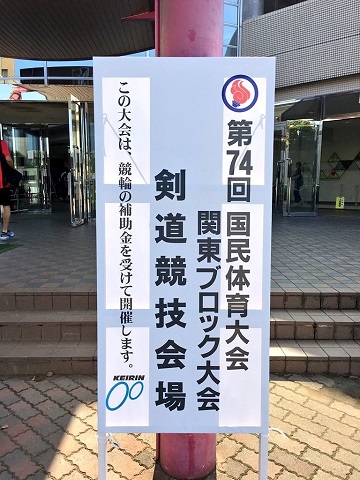 第74回 国民体育大会
関東ブロック大会
剣道競技会場
この大会は、競輪の補助金を受けて開催します。
KEIRIN